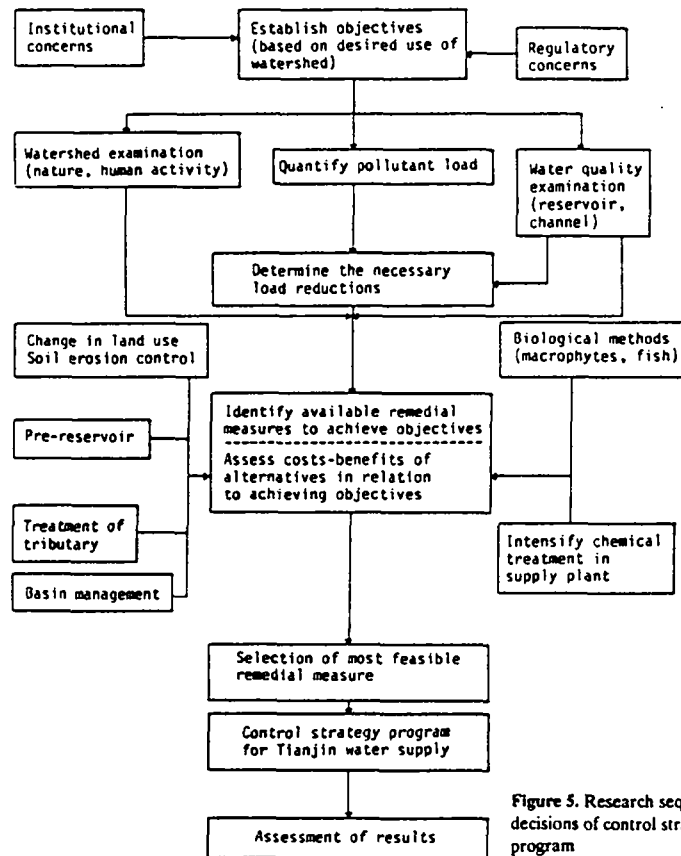 Institutional
concerns
Establish objectives
(based on desired use of
watershed)
Regulatory
concerns
Watershed examination
(nature, human activity)
Quantify pollutant load
Water quality
examination
(reservoir,
channel)
Determine the necessary
load reductions
Change in land use
Soil erosion control
Biological methods
(macrophytes, fish)
Pre-reservoir
Identify available remedial
measures to achieve objectives
Assess costs-benefits of
alternatives in relation
to achieving objectives
Treatment of
tributary
Intensify chemical
treatment in
supply plant
Basin management
Selection of most feasible
remedial measure
Control strategy program
for Tianjin water supply
Assessment of results
Figure 5. Research seq
decisions of control str
program